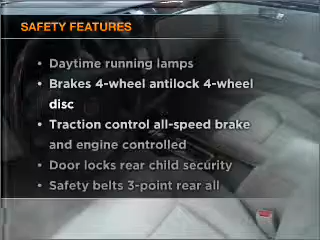 SAFETY FEATURES
• Daytime running lamps
• Brakes 4-wheel antilock 4-wheel
disc
• Traction control all-speed brake
and engine controlled
• Door locks rear child security
• Safety belts 3-point rear all